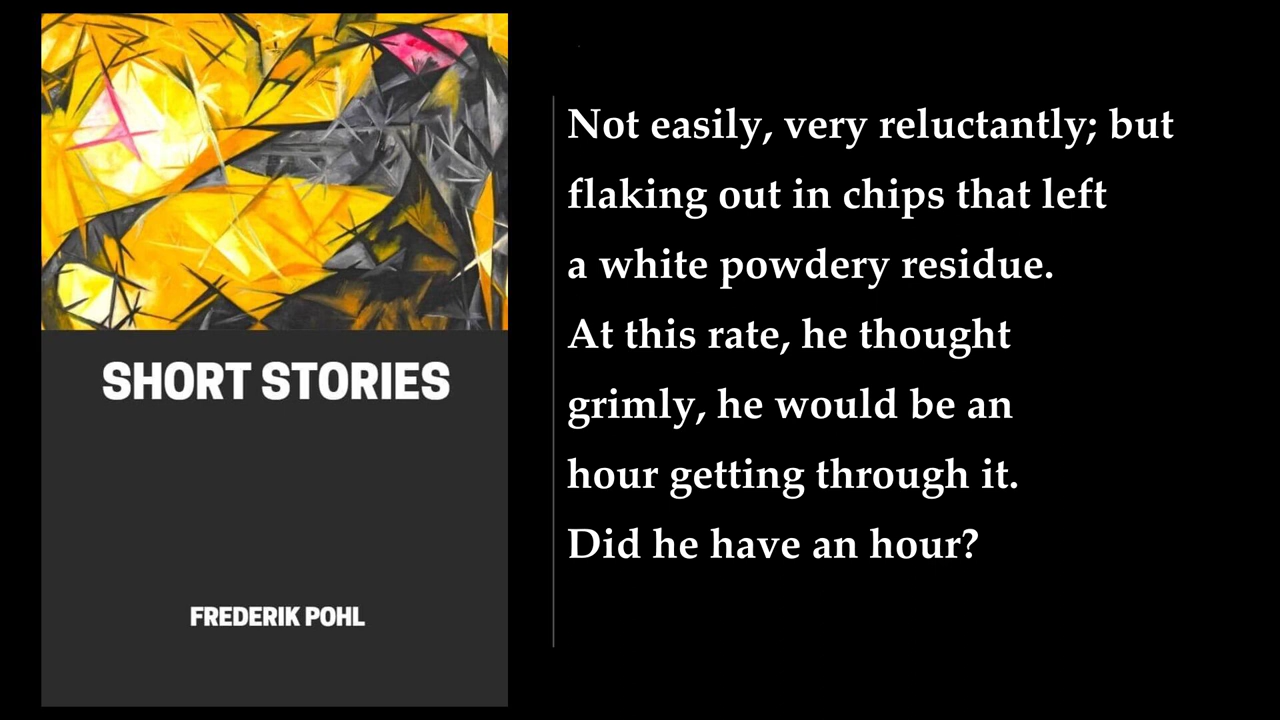 SHORT STORIES
FREDERIK POHL
Not easily, very reluctantly; but
flaking out in chips that left
a white powdery residue.
At this rate, he thought
grimly, he would be an
hour getting through it.
Did he have an hour?